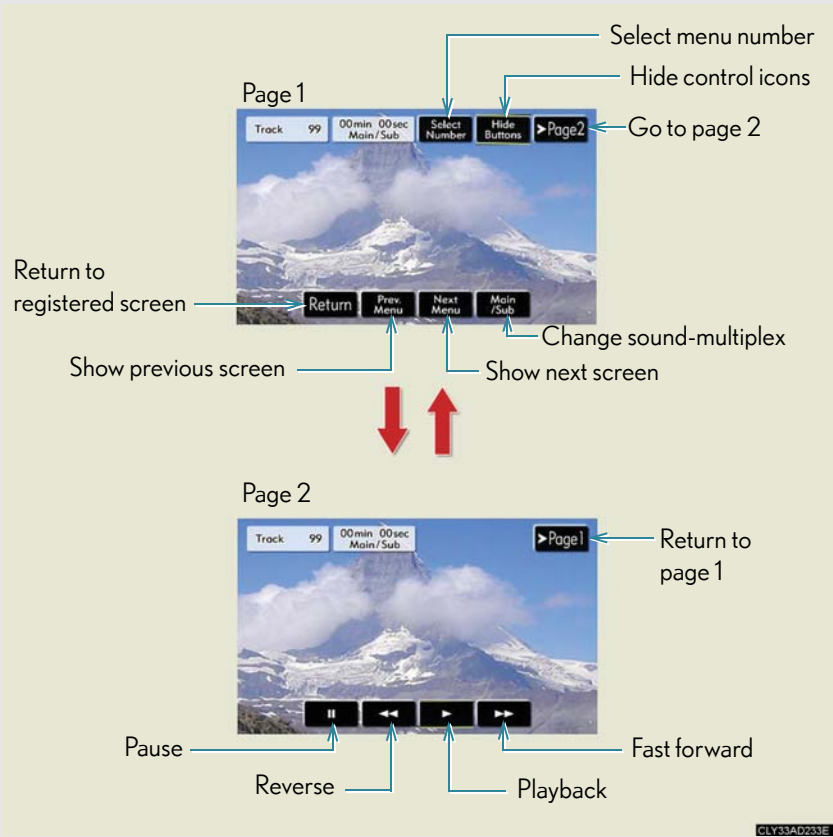 Select menu number
Hide control icons
Page 1
Track 99
00min 00sec
Main/Sub
Select
Number
Hide
Buttons
>Page2
Go to page 2
Return to
registered screen
Return
Prev.
Menu
Next
Menu
Main
/Sub
Change sound-multiplex
Show previous screen
Show next screen
Page 2
Track 99
00min 00sec
Main/Sub
>Page1
Return to
page 1
Pause
Fast forward
Reverse
Playback
CLY33AD233E